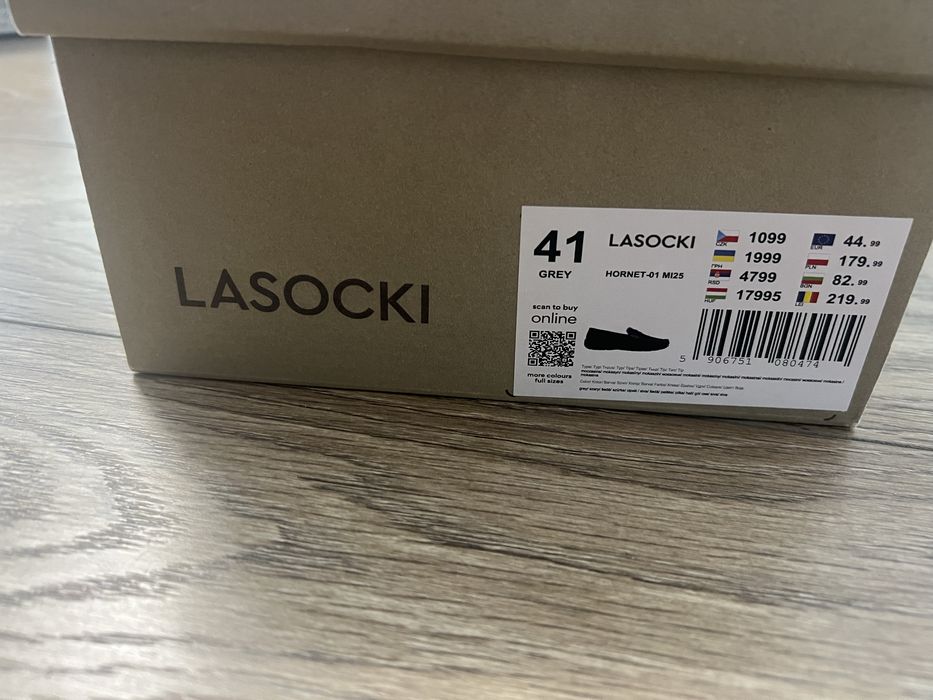 LASOCKI
41
GREY
LASOCKI
HORNET-01 MI25
scan to buy
online
more colours
full sizes
CZK 1099
ГРН 1999
RSD 4799
HUF 17995
EUR 44.99
PLN 179.99
BGN 82.99
LEI 219.99
5 906751 080474